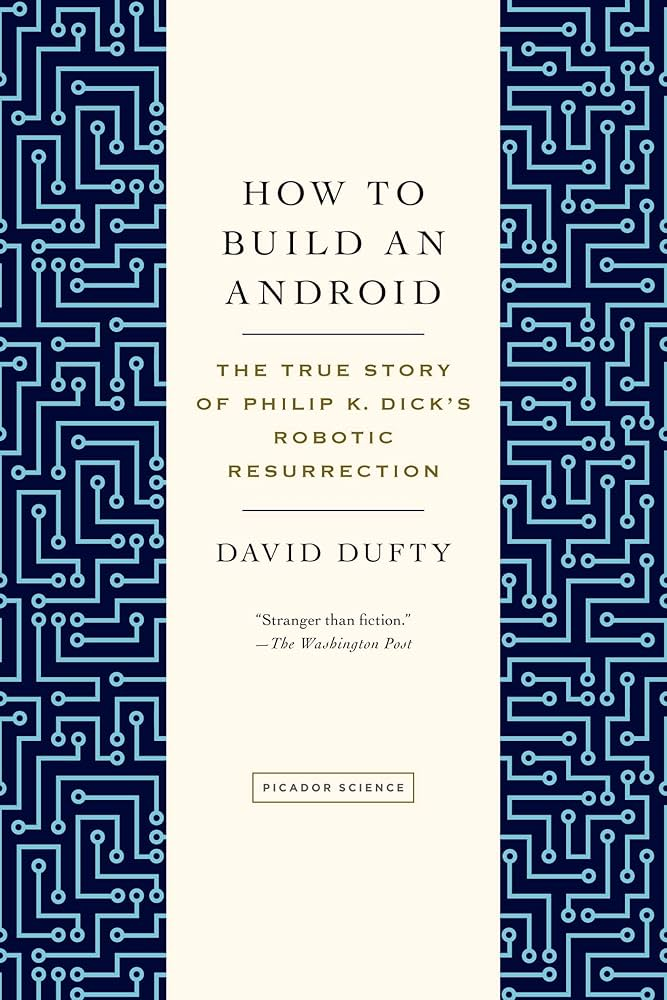 HOW TO
BUILD AN
ANDROID
THE TRUE STORY
OF PHILIP K. DICK’S
ROBOTIC
RESURRECTION
DAVID DUFTY
“Stranger than fiction.”
—The Washington Post
PICADOR SCIENCE